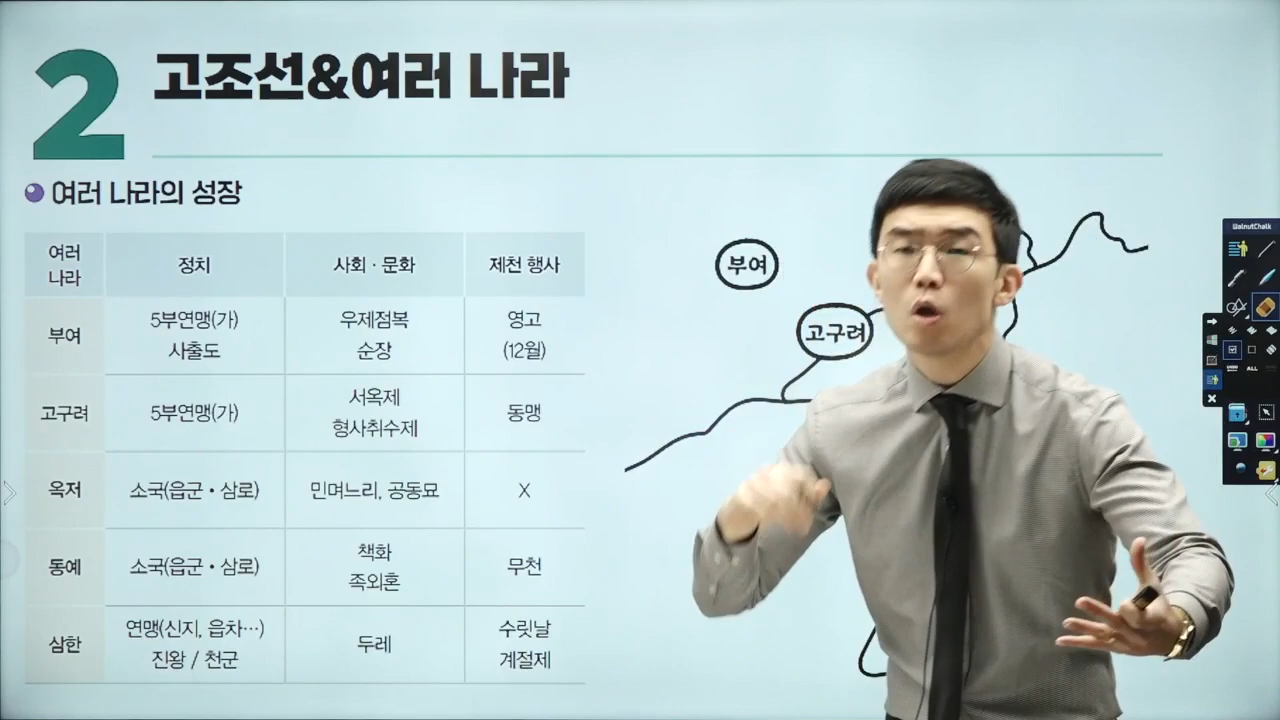 2
고조선&여러 나라
여러 나라의 성장
여러
나라
정치
사회·문화
제천 행사
부여
5부연맹(가)
사출도
우제점복
순장
영고
(12월)
고구려
5부연맹(가)
서옥제
형사취수제
동맹
옥저
소국(읍군·삼로)
민며느리, 공동묘
X
동예
소국(읍군·삼로)
책화
족외혼
무천
삼한
연맹(신지, 읍차…)
진왕 / 천군
두레
수릿날
계절제
부여
고구려
WalnutChalk
ALL